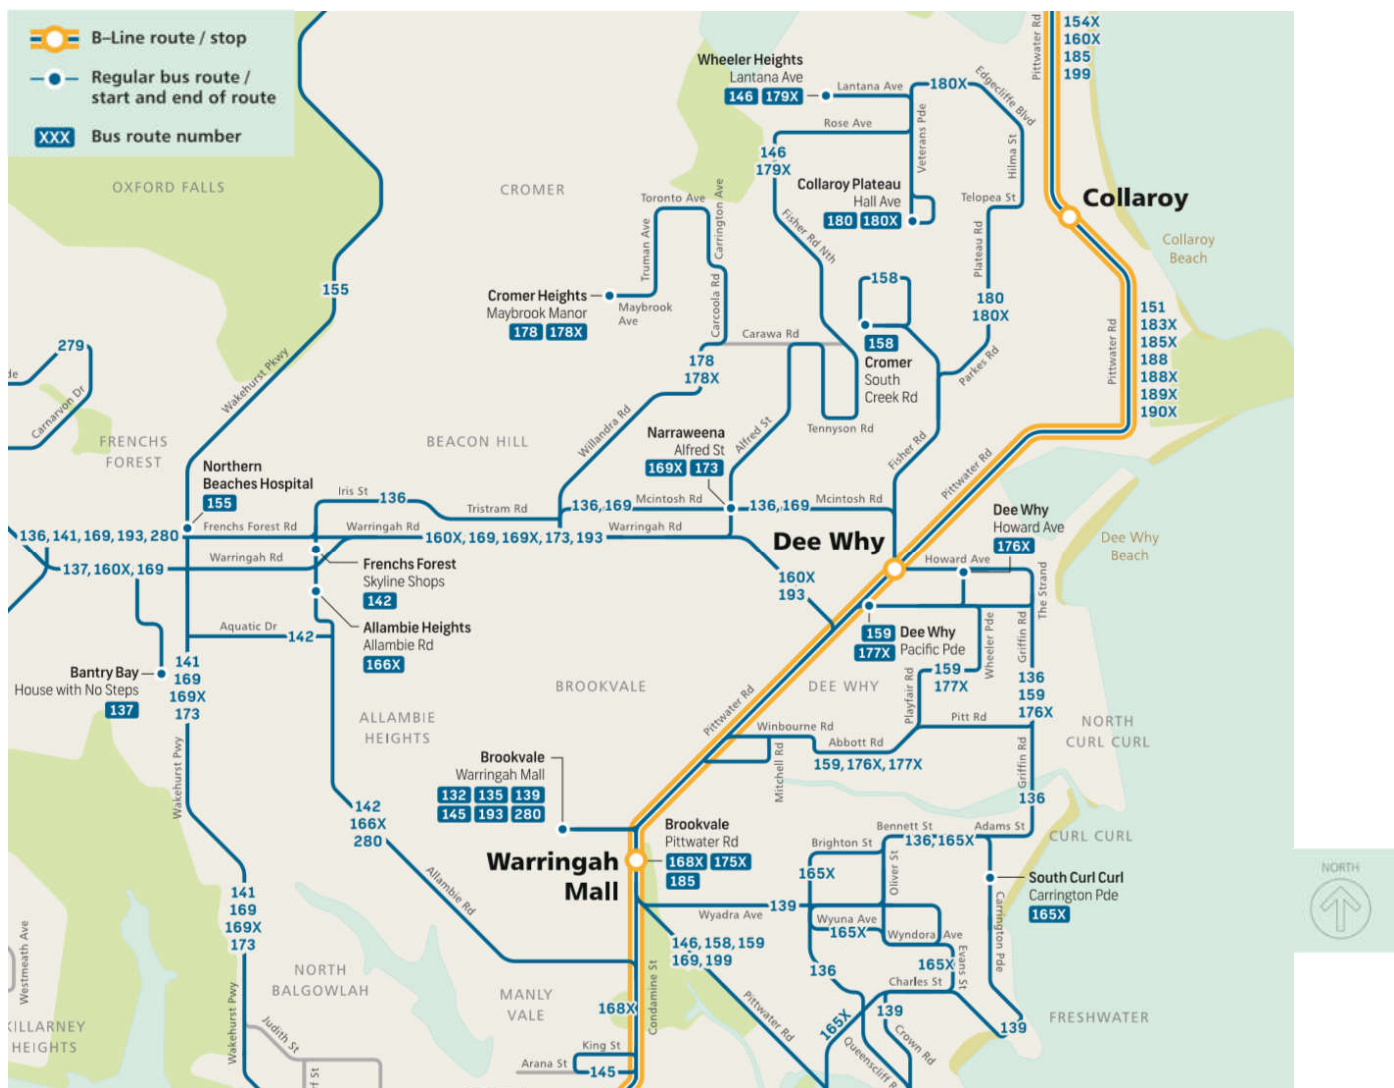 B-Line route / stop
Regular bus route /
start and end of route
XXX Bus route number
154X
160X
185
199
Pittwater Rd
Wheeler Heights
Lantana Ave
146 179X
Lantana Ave
180X
Edgecliffe Blvd
Rose Ave
Veterans Pde
Hilma St
146
179X
OXFORD FALLS
CROMER
Collaroy Plateau
Hall Ave
180 180X
Telopea St
Collaroy
Toronto Ave
Carrington Ave
Truman Ave
Fisher Rd Nth
Plateau Rd
Collaroy
Beach
155
158
Cromer Heights
Maybrook Manor
178 178X
Maybrook
Ave
Carcoola Rd
180
180X
151
183X
185X
188
188X
189X
190X
Pittwater Rd
279
de
Carawa Rd
158
Cromer
South
Creek Rd
178
178X
Parkes Rd
Wakehurst Pkwy
Carnarvon Dr
Willandra Rd
Tennyson Rd
FRENCHS
FOREST
BEACON HILL
Narraweena
Alfred St
169X 173
Alfred St
Fisher Rd
Pittwater Rd
Northern
Beaches Hospital
155
Iris St
136
Tristram Rd
136,169
Mcintosh Rd
136,169
Mcintosh Rd
136, 141, 169, 193, 280
Frenchs Forest Rd
Warringah Rd
160X, 169, 169X, 173, 193
Warringah Rd
Dee Why
Dee Why
Howard Ave
176X
Dee Why
Beach
137, 160X, 169
Warringah Rd
Frenchs Forest
Skyline Shops
142
Howard Ave
160X
193
The Strand
Allambie Heights
Allambie Rd
166X
Aquatic Dr
142
159
177X
Dee Why
Pacific Pde
Wheeler Pde
Griffin Rd
Bantry Bay
House with No Steps
137
141
169
169X
173
BROOKVALE
DEE WHY
159
177X
Playfair Rd
136
159
176X
Pittwater Rd
ALLAMBIE
HEIGHTS
Winbourne Rd
Pitt Rd
NORTH
CURL CURL
Abbott Rd
159, 176X, 177X
Mitchell Rd
Griffin Rd
Wakehurst Pwy
Brookvale
Warringah Mall
132 135 139
145 193 280
136
142
166X
280
Brookvale
Pittwater Rd
168X 175X
185
Warringah
Mall
Bennett St
Adams St
136, 165X
CURL CURL
Brighton St
Oliver St
165X
South Curl Curl
Carrington Pde
165X
NORTH
141
169
169X
173
Allambie Rd
139
Wyadra Ave
Wyuna Ave
165X
Wyndora Ave
Carrington Pde
Westmeath Ave
146, 158, 159
169, 199
Evans St
165X
136
Charles St
NORTH
BALGOWLAH
MANLY
VALE
168X
Condamine St
Pittwater Rd
165X
139
139
FRESHWATER
KILLARNEY
HEIGHTS
Wakehurst Pwy
Judith St
King St
Arana St
145
Queenscliff R
Crown Rd
rf St